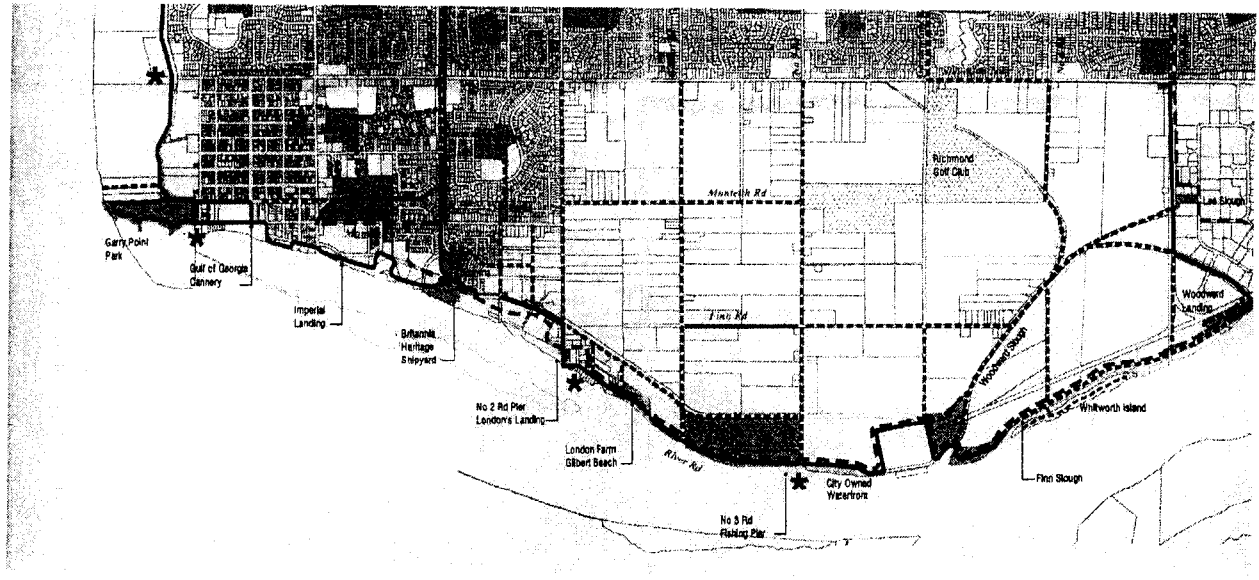 Richmond
Golf Club
Monteith Rd
Lee Slough
Garry Point
Park
Gulf of Georgia
Cannery
Imperial
Landing
Britannia
Heritage
Shipyard
Finn Rd
Woodward
Landing
Woodward Slough
Whitworth Island
No 2 Rd Pier
London's Landing
London Farm
Gilbert Beach
River Rd
City Owned
Waterfront
Finn Slough
No 3 Rd
Fishing Pier